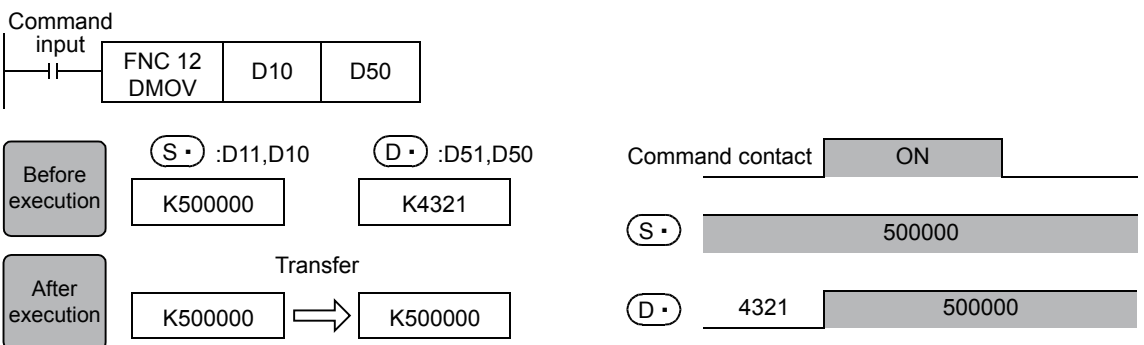 Command
input
FNC 12
DMOV
D10
D50
Before
execution
S・ :D11,D10
D・ :D51,D50
K500000
K4321
After
execution
Transfer
K500000
K500000
Command contact
ON
S・
500000
D・
4321
500000